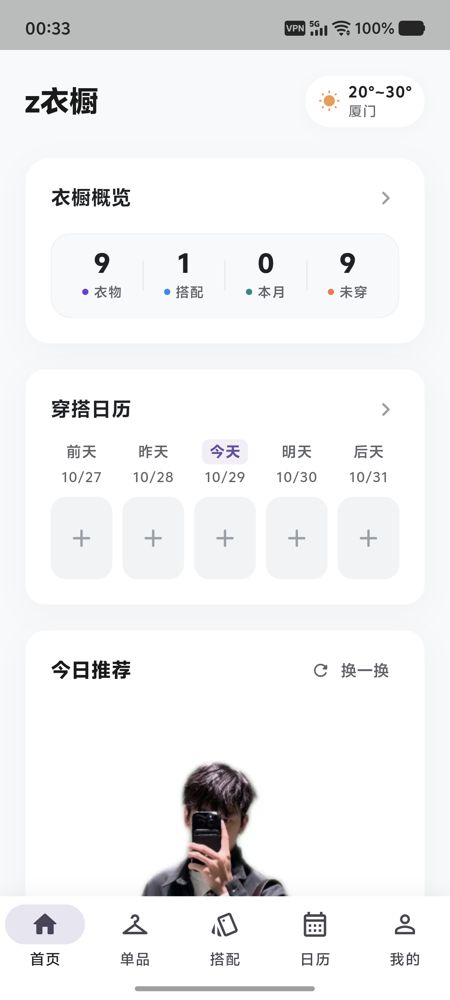 00:33
VPN 5G 100%
z衣橱
20°~30°
厦门
衣橱概览
9 1 0 9
衣物 搭配 本月 未穿
穿搭日历
前天 昨天 今天 明天 后天
10/27 10/28 10/29 10/30 10/31
今日推荐 换一换
首页 单品 搭配 日历 我的